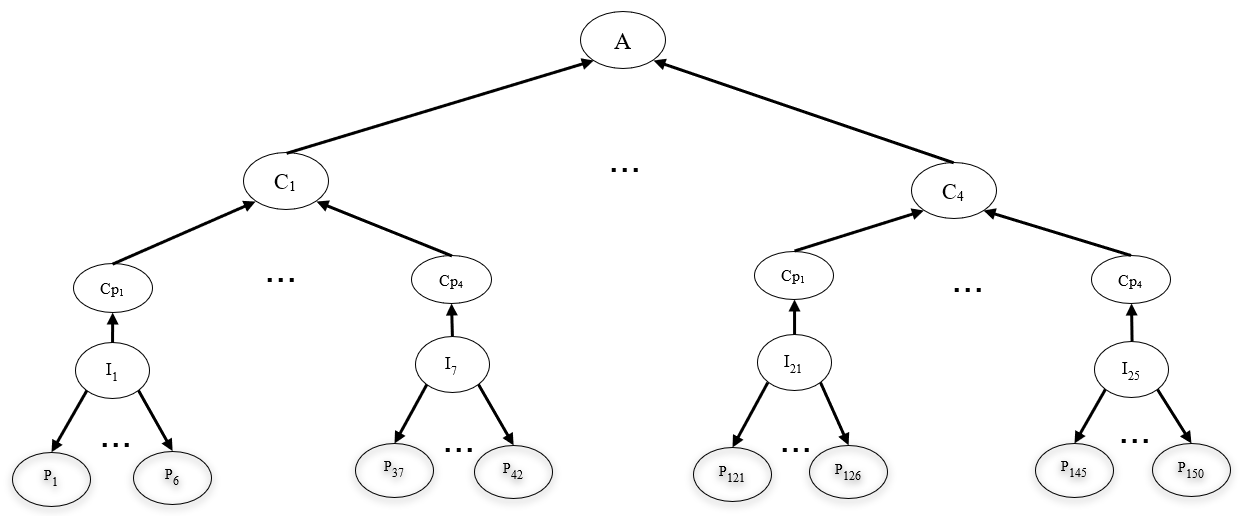 A
...
C₁
C₄
Cp₁
...
Cp₄
Cp₁
...
Cp₄
I₁
I₇
I₂₁
I₂₅
P₁
...
P₆
P₃₇
...
P₄₂
P₁₂₁
...
P₁₂₆
P₁₄₅
...
P₁₅₀